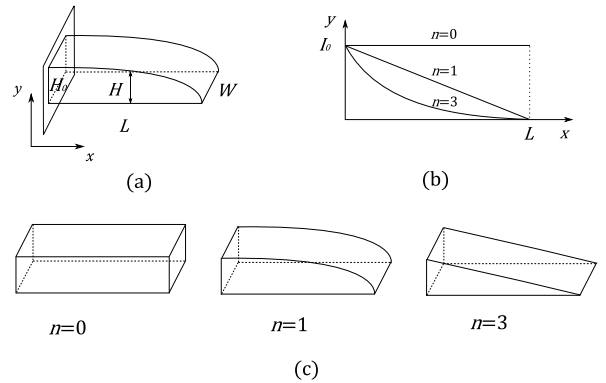 y
H₀
H
W
L
x
(a)
y
I₀
n=0
n=1
n=3
L
x
(b)
n=0
n=1
n=3
(c)